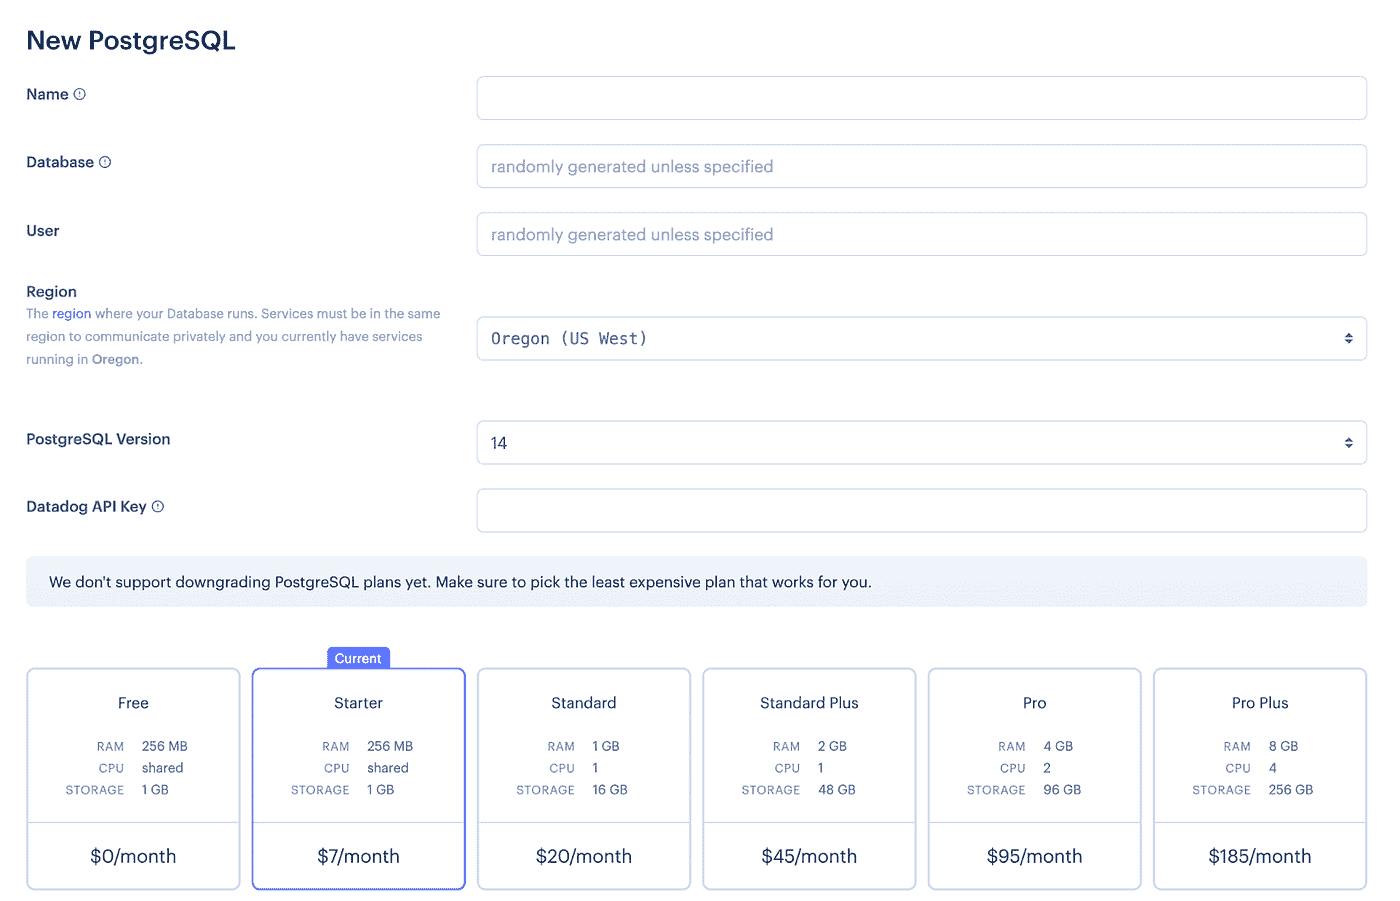 New PostgreSQL
Name
Database
randomly generated unless specified
User
randomly generated unless specified
Region
The region where your Database runs. Services must be in the same
region to communicate privately and you currently have services
running in Oregon.
Oregon (US West)
PostgreSQL Version
14
Datadog API Key
We don't support downgrading PostgreSQL plans yet. Make sure to pick the least expensive plan that works for you.
Current
Free
RAM 256 MB
CPU shared
STORAGE 1 GB
$0/month
Starter
RAM 256 MB
CPU shared
STORAGE 1 GB
$7/month
Standard
RAM 1 GB
CPU 1
STORAGE 16 GB
$20/month
Standard Plus
RAM 2 GB
CPU 1
STORAGE 48 GB
$45/month
Pro
RAM 4 GB
CPU 2
STORAGE 96 GB
$95/month
Pro Plus
RAM 8 GB
CPU 4
STORAGE 256 GB
$185/month